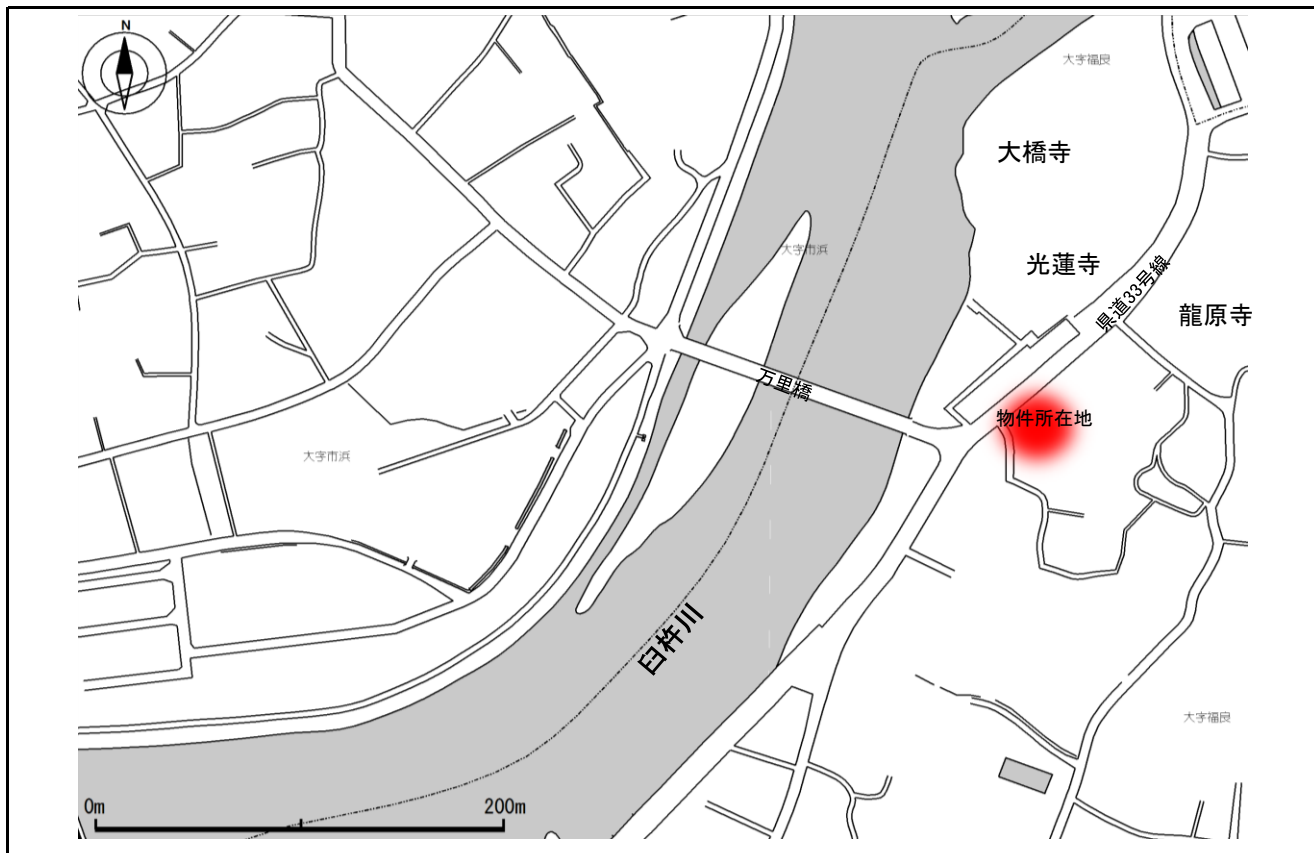 N
大字福良
大橋寺
大字市浜
光蓮寺
県道33号線
龍原寺
万里橋
物件所在地
大字市浜
臼杵川
大字福良
0m
200m